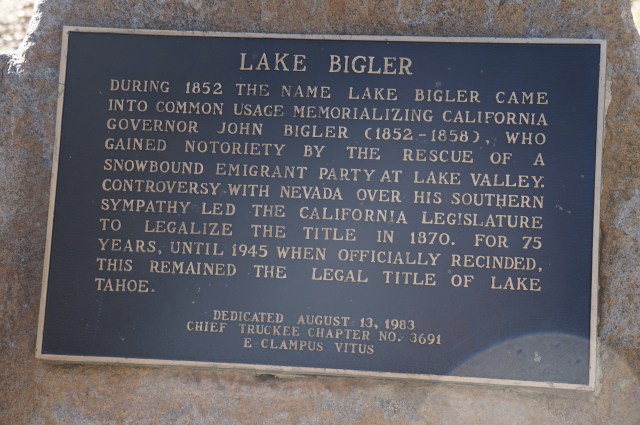 LAKE BIGLER
DURING 1852 THE NAME LAKE BIGLER CAME
INTO COMMON USAGE MEMORIALIZING CALIFORNIA
GOVERNOR JOHN BIGLER (1852-1858), WHO
GAINED NOTORIETY BY THE RESCUE OF A
SNOWBOUND EMIGRANT PARTY AT LAKE VALLEY.
CONTROVERSY WITH NEVADA OVER HIS SOUTHERN
SYMPATHY LED THE CALIFORNIA LEGISLATURE
TO LEGALIZE THE TITLE IN 1870. FOR 75
YEARS, UNTIL 1945 WHEN OFFICIALLY RECINDED,
THIS REMAINED THE LEGAL TITLE OF LAKE
TAHOE.
DEDICATED AUGUST 13, 1983
CHIEF TRUCKEE CHAPTER NO. 3691
E CLAMPUS VITUS